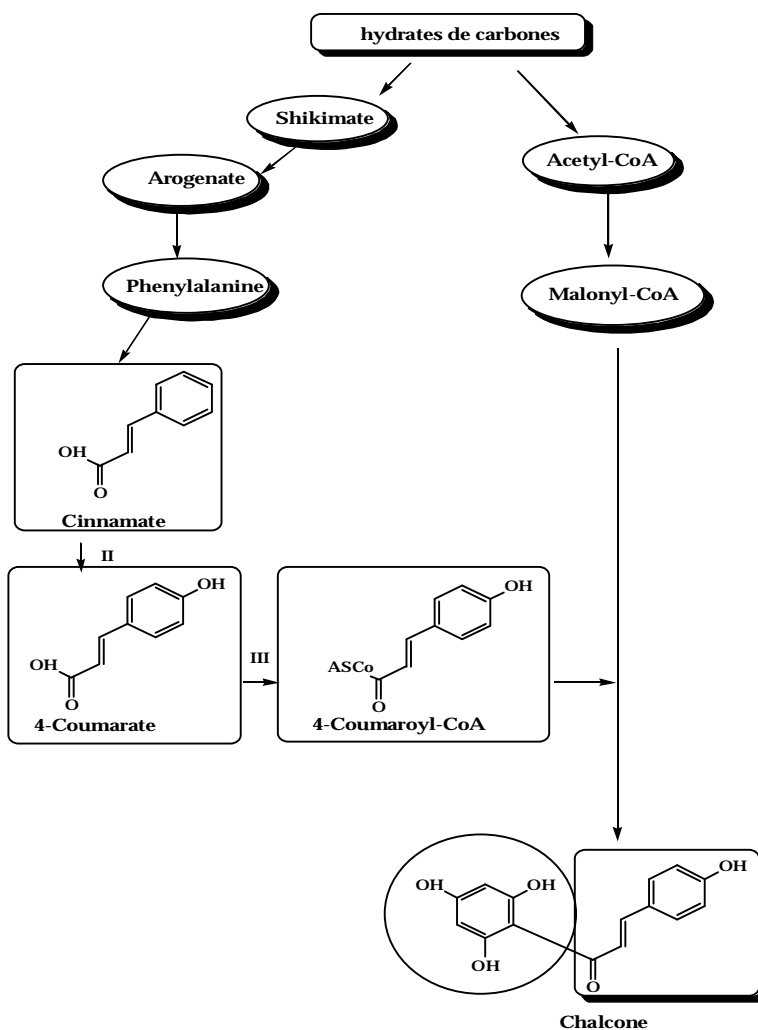 hydrates de carbones
Shikimate
Acetyl-CoA
Arogenate
Phenylalanine
Malonyl-CoA
OH
O
Cinnamate
II
OH
OH
O
4-Coumarate
III
OH
ASCo
O
4-Coumaroyl-CoA
OH
OH
OH
OH
O
Chalcone